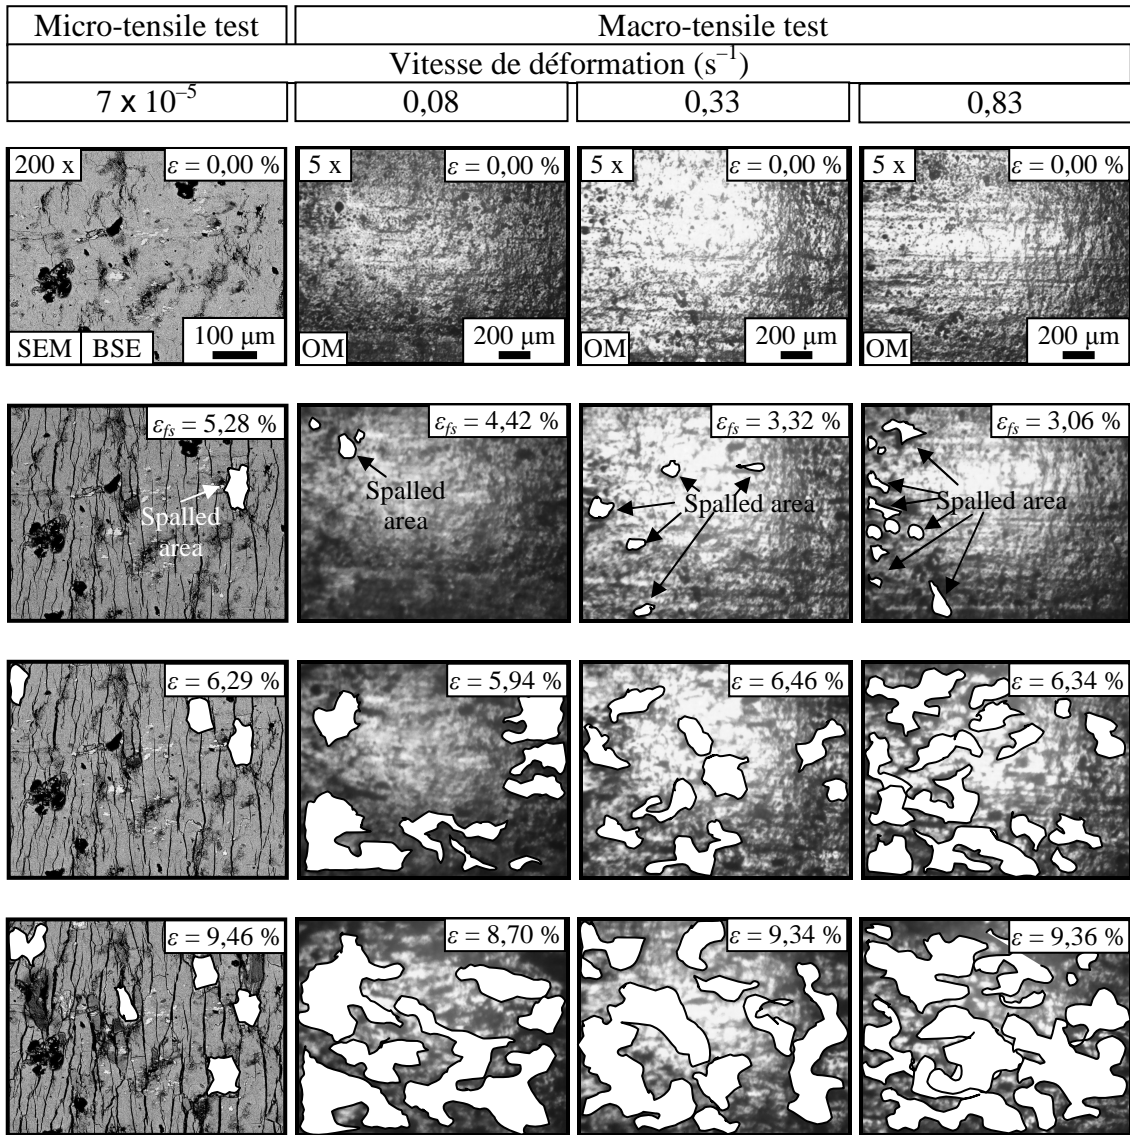 Micro-tensile test
Macro-tensile test
Vitesse de déformation (s⁻¹)
7 x 10⁻⁵
0,08
0,33
0,83
200 x
ε = 0,00 %
5 x
ε = 0,00 %
5 x
ε = 0,00 %
5 x
ε = 0,00 %
SEM
BSE
100 µm
OM
200 µm
OM
200 µm
OM
200 µm
ε_fs = 5,28 %
ε_fs = 4,42 %
ε_fs = 3,32 %
ε_fs = 3,06 %
Spalled
area
Spalled
area
Spalled area
Spalled area
ε = 6,29 %
ε = 5,94 %
ε = 6,46 %
ε = 6,34 %
ε = 9,46 %
ε = 8,70 %
ε = 9,34 %
ε = 9,36 %